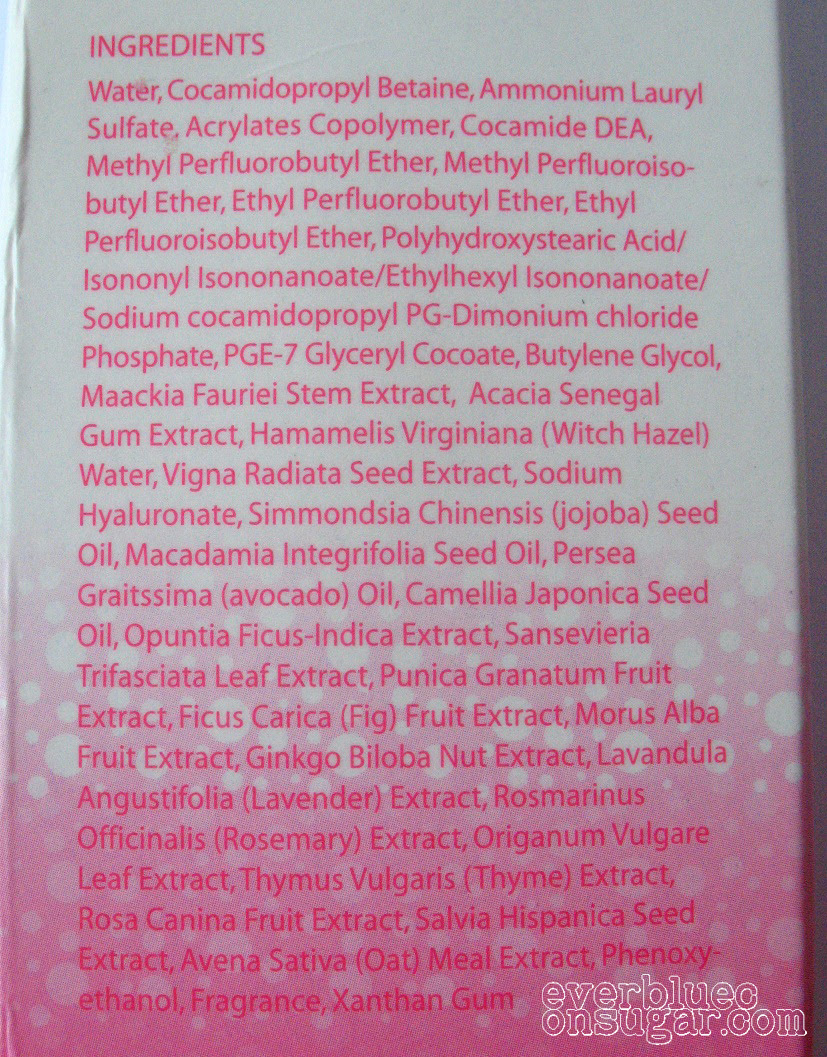 INGREDIENTS
Water, Cocamidopropyl Betaine, Ammonium Lauryl
Sulfate, Acrylates Copolymer, Cocamide DEA,
Methyl Perfluorobutyl Ether, Methyl Perfluoroiso-
butyl Ether, Ethyl Perfluorobutyl Ether, Ethyl
Perfluoroisobutyl Ether, Polyhydroxystearic Acid/
Isononyl Isononanoate/Ethylhexyl Isononanoate/
Sodium cocamidopropyl PG-Dimonium chloride
Phosphate, PGE-7 Glyceryl Cocoate, Butylene Glycol,
Maackia Fauriei Stem Extract, Acacia Senegal
Gum Extract, Hamamelis Virginiana (Witch Hazel)
Water, Vigna Radiata Seed Extract, Sodium
Hyaluronate, Simmondsia Chinensis (jojoba) Seed
Oil, Macadamia Integrifolia Seed Oil, Persea
Graitssima (avocado) Oil, Camellia Japonica Seed
Oil, Opuntia Ficus-Indica Extract, Sansevieria
Trifasciata Leaf Extract, Punica Granatum Fruit
Extract, Ficus Carica (Fig) Fruit Extract, Morus Alba
Fruit Extract, Ginkgo Biloba Nut Extract, Lavandula
Angustifolia (Lavender) Extract, Rosmarinus
Officinalis (Rosemary) Extract, Origanum Vulgare
Leaf Extract, Thymus Vulgaris (Thyme) Extract,
Rosa Canina Fruit Extract, Salvia Hispanica Seed
Extract, Avena Sativa (Oat) Meal Extract, Phenoxy-
ethanol, Fragrance, Xanthan Gum
everbluec
onsugar.com